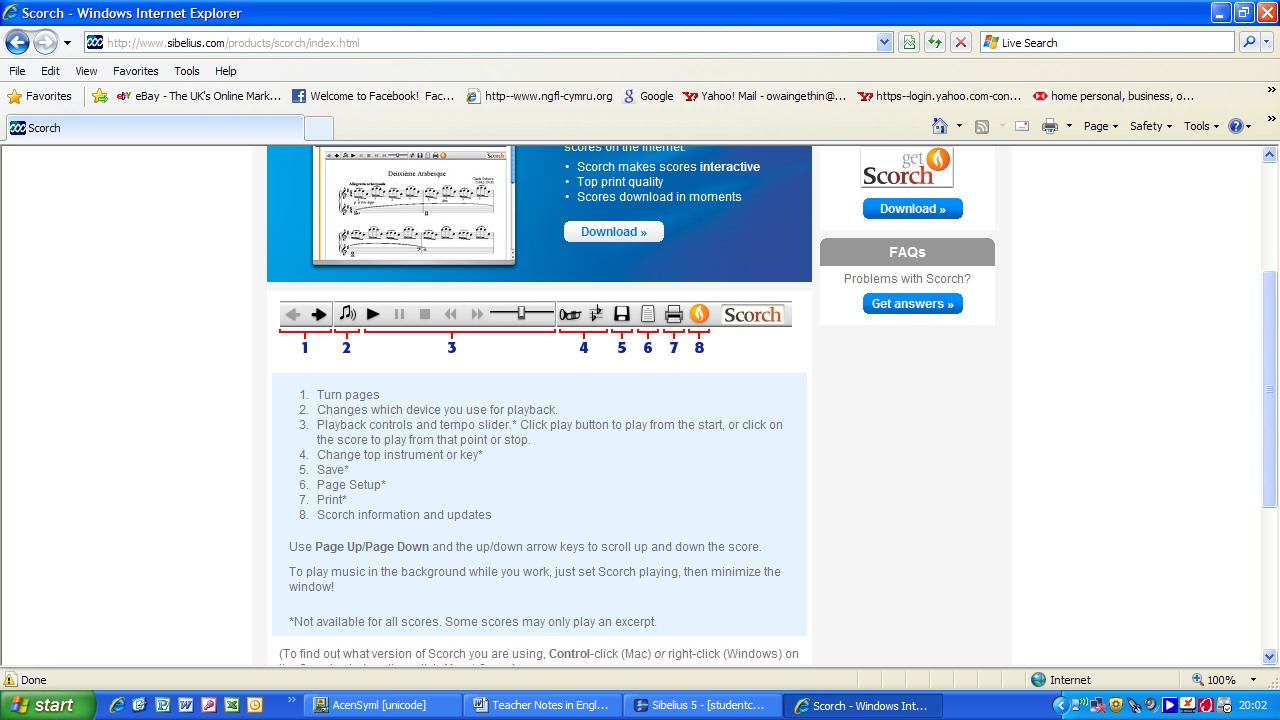 Scorch - Windows Internet Explorer
http://www.sibelius.com/products/scorch/index.html
Live Search
File Edit View Favorites Tools Help
Favorites eBay - The UK's Online Mark... Welcome to Facebook! Fac... http--www.ngfl-cymru.org Google Yahoo! Mail - owaingethin@... https--login.yahoo.com-con... home personal, business, o...
Scorch
Page Safety Tools
scores on the internet.
• Scorch makes scores interactive
• Top print quality
• Scores download in moments
Download »
Scorch
Deuxième Arabesque
get
Scorch
Download »
FAQs
Problems with Scorch?
Get answers »
Scorch
1 2 3 4 5 6 7 8
1. Turn pages
2. Changes which device you use for playback.
3. Playback controls and tempo slider.* Click play button to play from the start, or click on
the score to play from that point or stop.
4. Change top instrument or key*
5. Save*
6. Page Setup*
7. Print*
8. Scorch information and updates
Use Page Up/Page Down and the up/down arrow keys to scroll up and down the score.
To play music in the background while you work, just set Scorch playing, then minimize the
window!
*Not available for all scores. Some scores may only play an excerpt.
(To find out what version of Scorch you are using, Control-click (Mac) or right-click (Windows) on
Done
Internet
100%
start
AcenSyml [unicode]
Teacher Notes in Engl...
Sibelius 5 - [studentc...
Scorch - Windows Int...
20:02